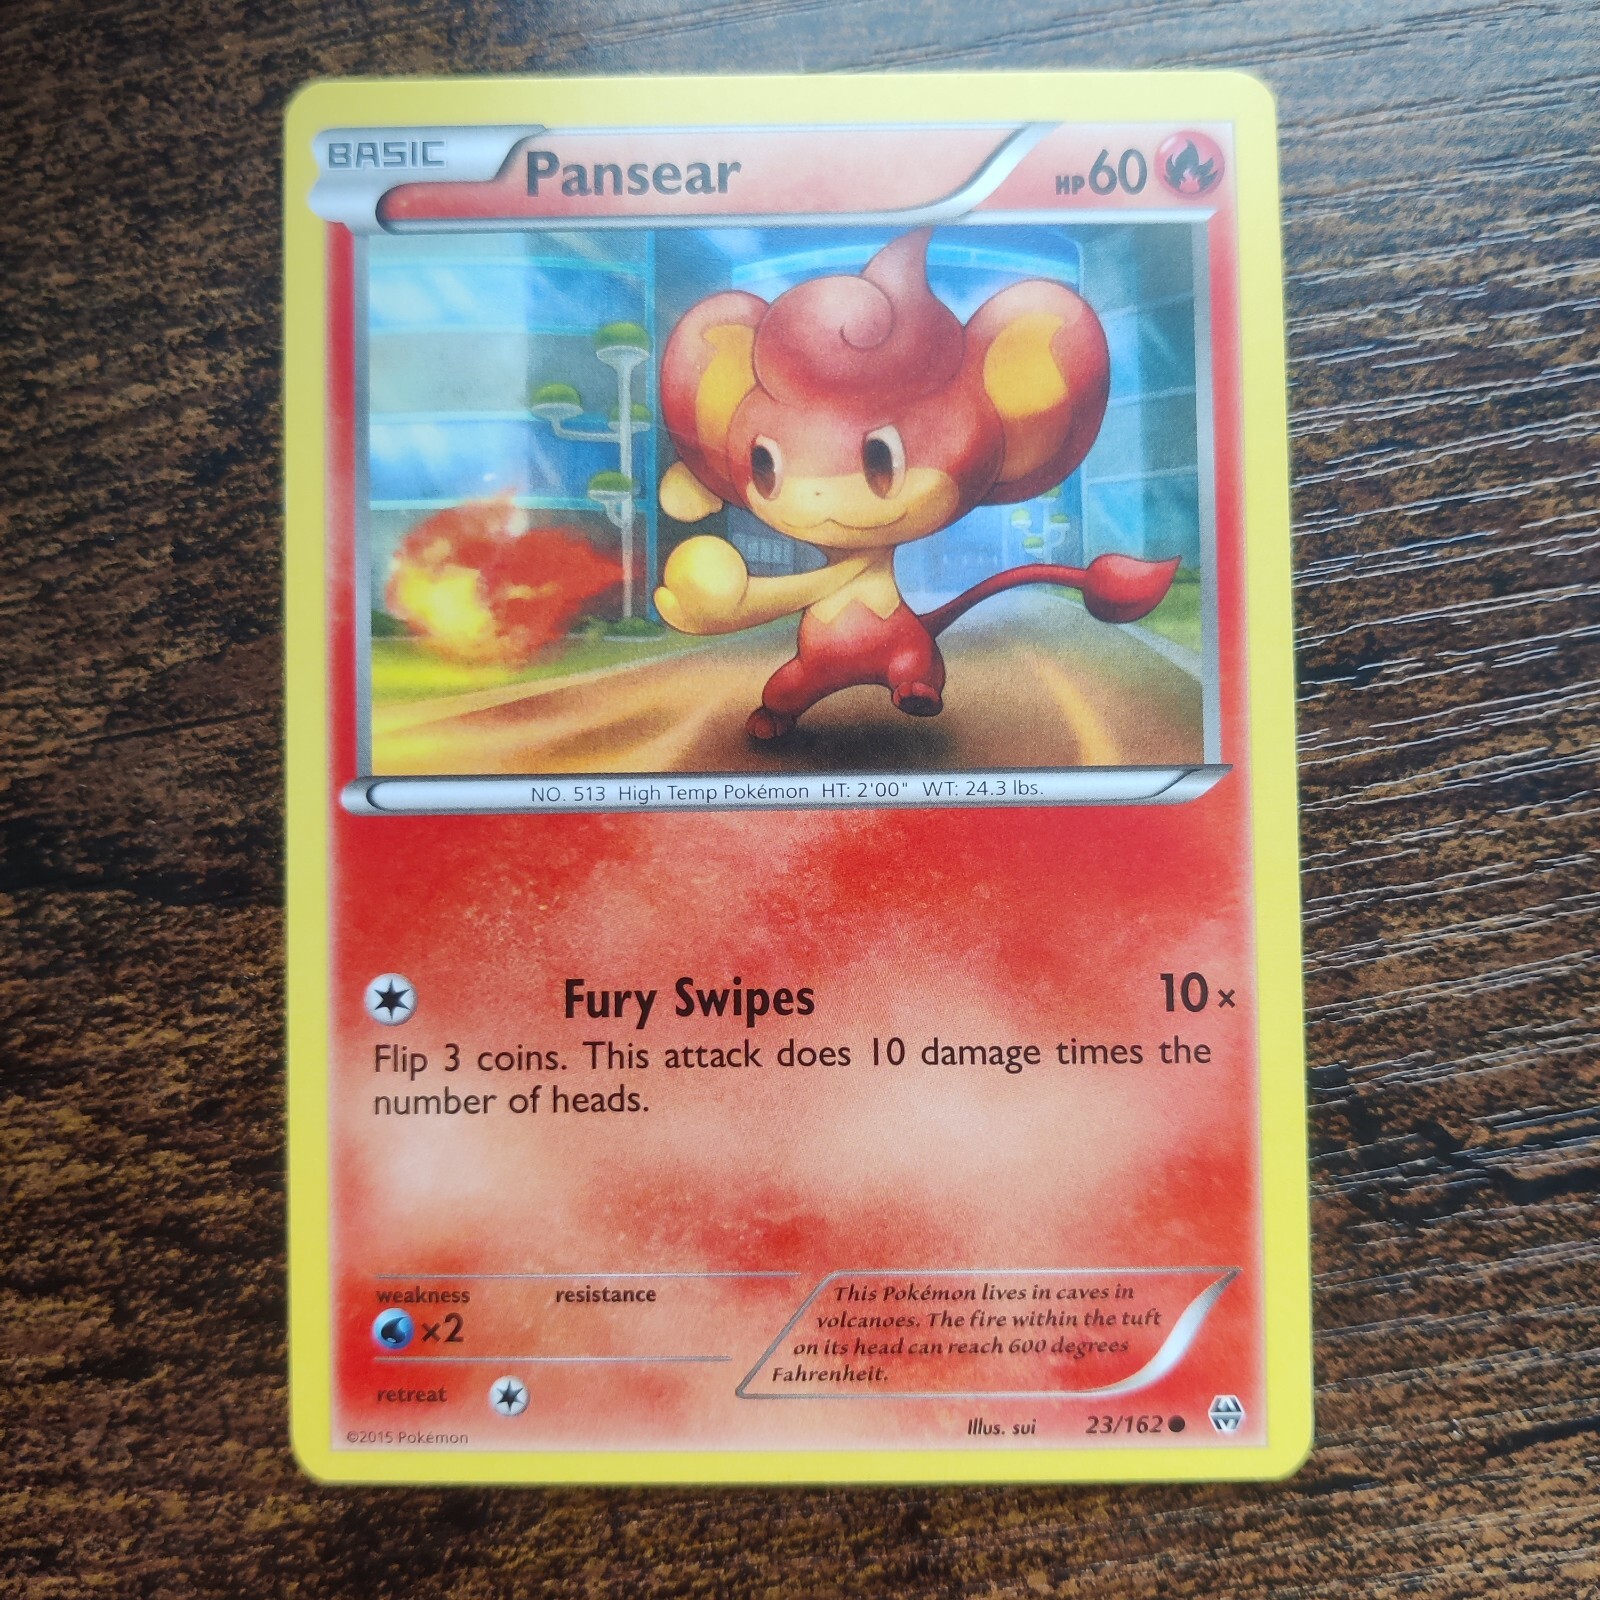 BASIC Pansear HP60
NO. 513 High Temp Pokémon HT: 2'00" WT: 24.3 lbs.
Fury Swipes 10×
Flip 3 coins. This attack does 10 damage times the
number of heads.
weakness resistance
×2
retreat
This Pokémon lives in caves in
volcanoes. The fire within the tuft
on its head can reach 600 degrees
Fahrenheit.
Illus. sui 23/162
©2015 Pokémon